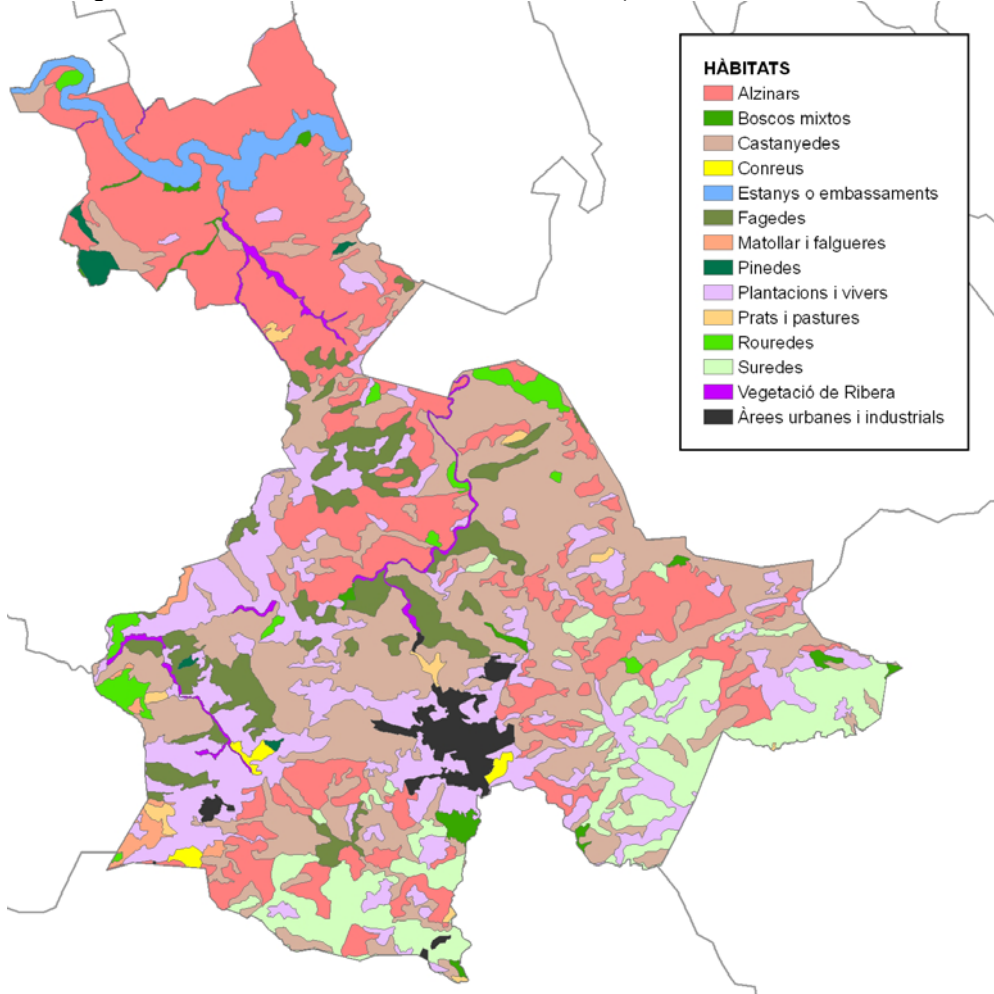 HÀBITATS
Alzinars
Boscos mixtos
Castanyedes
Conreus
Estanys o embassaments
Fagedes
Matollar i falgueres
Pinedes
Plantacions i vivers
Prats i pastures
Rouredes
Suredes
Vegetació de Ribera
Àrees urbanes i industrials